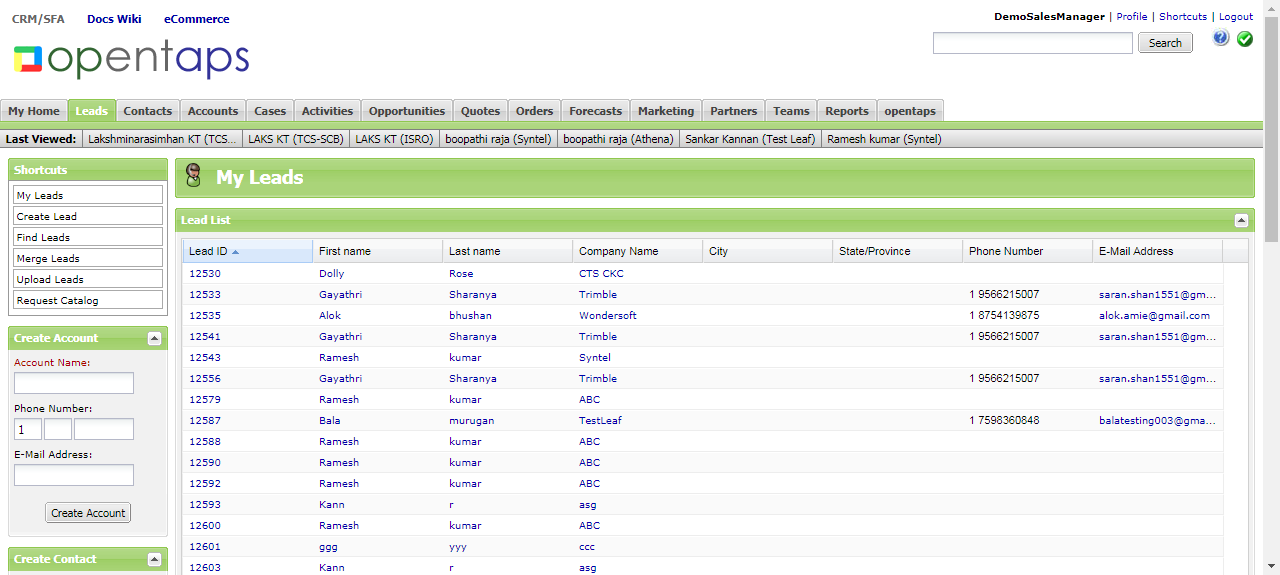 CRM/SFA Docs Wiki eCommerce
DemoSalesManager | Profile | Shortcuts | Logout
opentaps
Search
My Home Leads Contacts Accounts Cases Activities Opportunities Quotes Orders Forecasts Marketing Partners Teams Reports opentaps
Last Viewed: Lakshminarasimhan KT (TCS... LAKS KT (TCS-SCB) LAKS KT (ISRO) boopathi raja (Syntel) boopathi raja (Athena) Sankar Kannan (Test Leaf) Ramesh kumar (Syntel)
Shortcuts
My Leads
Create Lead
Find Leads
Merge Leads
Upload Leads
Request Catalog
Create Account
Account Name:
Phone Number:
1
E-Mail Address:
Create Account
Create Contact
My Leads
Lead List
Lead ID First name Last name Company Name City State/Province Phone Number E-Mail Address
12530 Dolly Rose CTS CKC
12533 Gayathri Sharanya Trimble 1 9566215007 saran.shan1551@gm...
12535 Alok bhushan Wondersoft 1 8754139875 alok.amie@gmail.com
12541 Gayathri Sharanya Trimble 1 9566215007 saran.shan1551@gm...
12543 Ramesh kumar Syntel
12556 Gayathri Sharanya Trimble 1 9566215007 saran.shan1551@gm...
12579 Ramesh kumar ABC
12587 Bala murugan TestLeaf 1 7598360848 balatesting003@gma...
12588 Ramesh kumar ABC
12590 Ramesh kumar ABC
12592 Ramesh kumar ABC
12593 Kann r asg
12600 Ramesh kumar ABC
12601 ggg yyy ccc
12603 Kann r asg